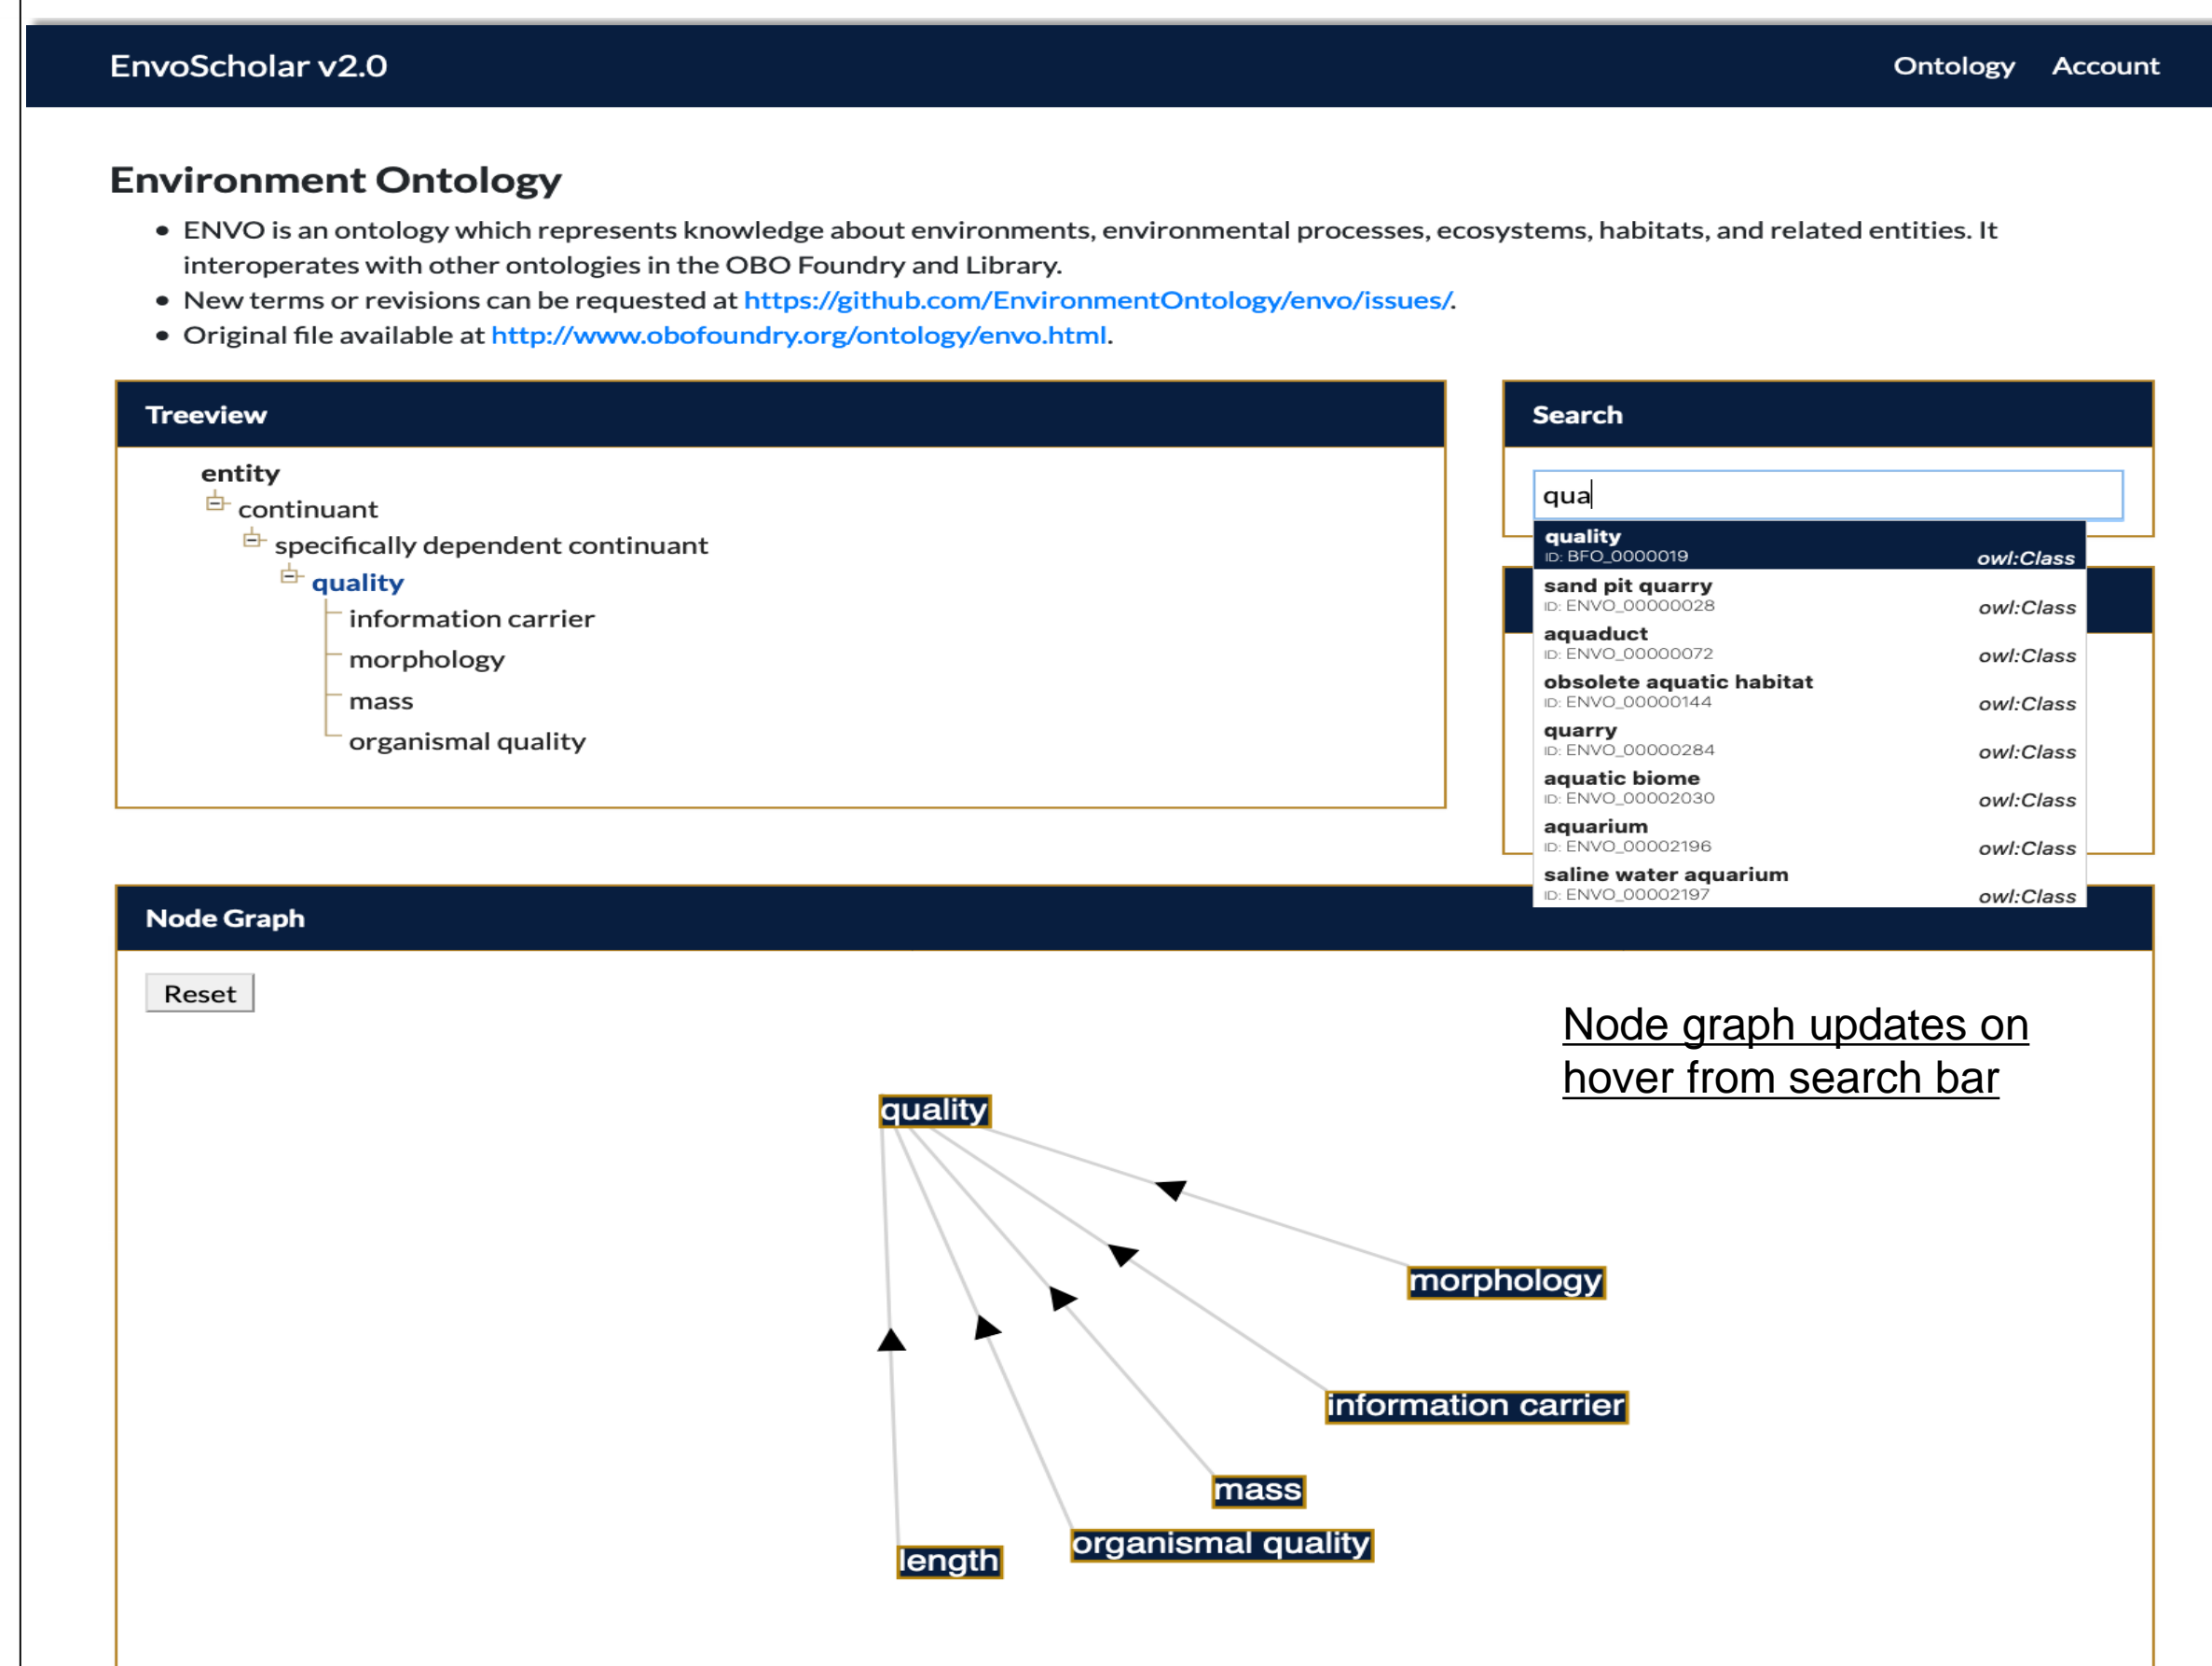 EnvoScholar v2.0
Ontology Account
Environment Ontology
• ENVO is an ontology which represents knowledge about environments, environmental processes, ecosystems, habitats, and related entities. It
interoperates with other ontologies in the OBO Foundry and Library.
• New terms or revisions can be requested at https://github.com/EnvironmentOntology/envo/issues/.
• Original file available at http://www.obofoundry.org/ontology/envo.html.
Treeview
entity
continuant
specifically dependent continuant
quality
information carrier
morphology
mass
organismal quality
Search
qua
quality
ID: BFO_0000019 owl:Class
sand pit quarry
ID: ENVO_00000028 owl:Class
aquaduct
ID: ENVO_00000072 owl:Class
obsolete aquatic habitat
ID: ENVO_00000144 owl:Class
quarry
ID: ENVO_00000284 owl:Class
aquatic biome
ID: ENVO_00002030 owl:Class
aquarium
ID: ENVO_00002196 owl:Class
saline water aquarium
ID: ENVO_00002197 owl:Class
Node Graph
Reset
Node graph updates on
hover from search bar
quality
morphology
information carrier
mass
organismal quality
length